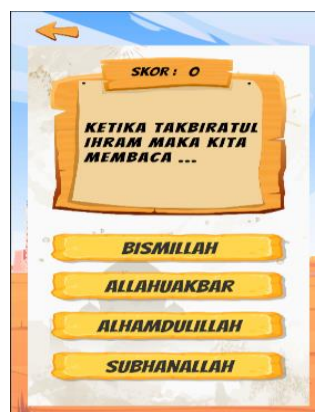 SKOR : 0
KETIKA TAKBIRATUL
IHRAM MAKA KITA
MEMBACA ...
BISMILLAH
ALLAHUAKBAR
ALHAMDULILLAH
SUBHANALLAH